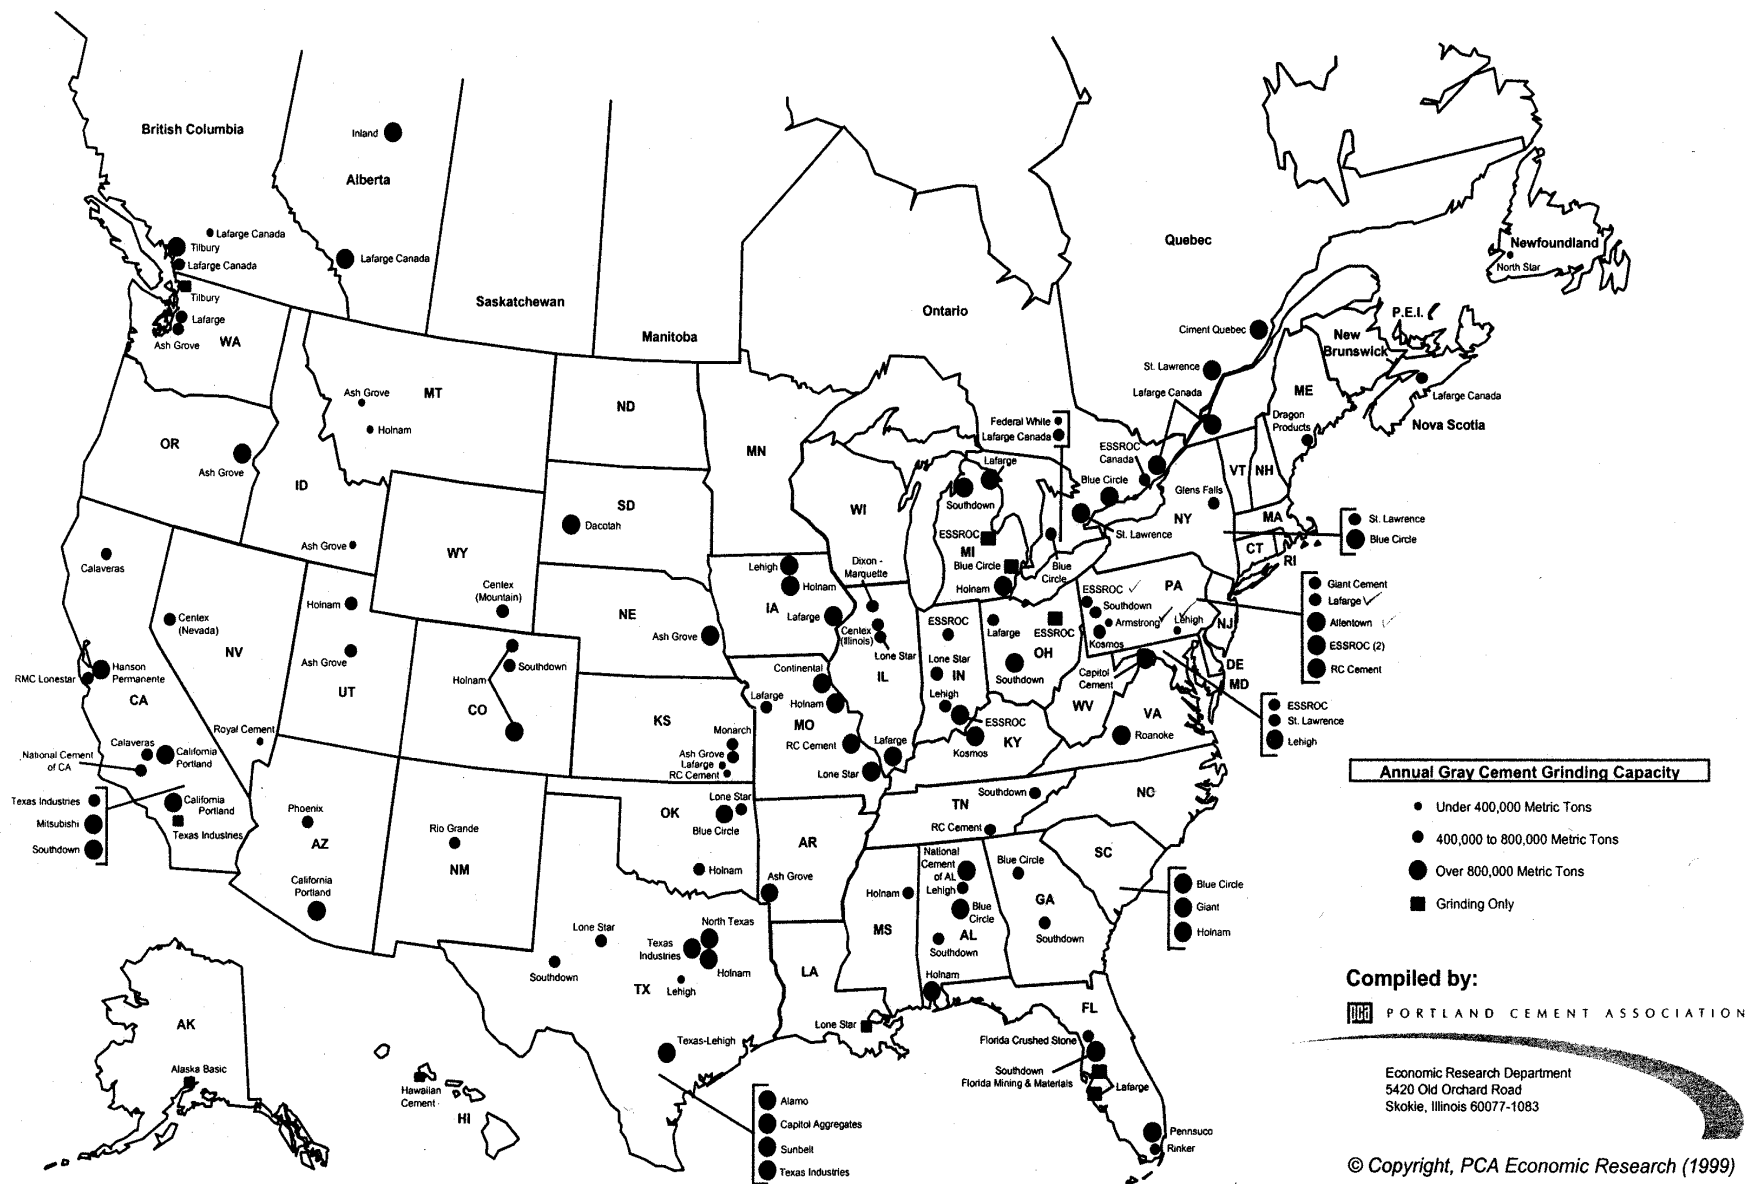 British Columbia
Inland
Alberta
Lafarge Canada
Tilbury
Lafarge Canada
Lafarge Canada
Tilbury
Lafarge
Ash Grove
WA
Saskatchewan
Manitoba
Ontario
Quebec
Newfoundland
North Star
Ciment Quebec
P.E.I.
New
Brunswick
St. Lawrence
Lafarge Canada
ME
Lafarge Canada
Nova Scotia
Dragon
Products
Ash Grove
MT
Holnam
ND
MN
OR
Ash Grove
ID
Ash Grove
SD
Dacotah
WI
Federal White
Lafarge Canada
Lafarge
Southdown
ESSROC
MI
Blue Circle
Holnam
Blue
Circle
ESSROC
Canada
Blue Circle
St. Lawrence
Glens Falls
NY
VT
NH
MA
CT
RI
St. Lawrence
Blue Circle
Calaveras
Centex
(Nevada)
NV
Holnam
Ash Grove
UT
WY
Centex
(Mountain)
NE
Ash Grove
Lehigh
Holnam
IA
Lafarge
Dixon -
Marquette
Centex
(Illinois)
Lone Star
IL
ESSROC
Lone Star
IN
Lehigh
ESSROC
Lafarge
ESSROC
OH
Southdown
ESSROC
PA
Southdown
Armstrong
Lehigh
Kosmos
NJ
Giant Cement
Lafarge
Allentown
ESSROC (2)
RC Cement
DE
MD
Capitol
Cement
WV
VA
Roanoke
ESSROC
St. Lawrence
Lehigh
Hanson
Permanente
RMC Lonestar
CA
Royal Cement
Calaveras
California
Portland
National Cement
of CA
California
Portland
Texas Industries
Texas Industries
Mitsubishi
Southdown
Southdown
Holnam
CO
KS
Monarch
Ash Grove
Lafarge
RC Cement
Continental
Lafarge
Holnam
MO
RC Cement
Lone Star
Lafarge
Kosmos
KY
Phoenix
AZ
California
Portland
Rio Grande
NM
OK
Lone Star
Blue Circle
Holnam
AR
Ash Grove
TN
Southdown
RC Cement
NC
SC
National
Cement
of AL
Lehigh
Blue
Circle
AL
Southdown
Blue Circle
GA
Southdown
Blue Circle
Giant
Holnam
Holnam
MS
Holnam
LA
Lone Star
Lone Star
Southdown
TX
North Texas
Texas
Industries
Holnam
Lehigh
Texas-Lehigh
Alamo
Capitol Aggregates
Sunbelt
Texas Industries
FL
Florida Crushed Stone
Southdown
Florida Mining & Materials
Lafarge
Pennsuco
Rinker
AK
Alaska Basic
Hawaiian
Cement
HI
Annual Gray Cement Grinding Capacity
Under 400,000 Metric Tons
400,000 to 800,000 Metric Tons
Over 800,000 Metric Tons
Grinding Only
Compiled by:
pca PORTLAND CEMENT ASSOCIATION
Economic Research Department
5420 Old Orchard Road
Skokie, Illinois 60077-1083
© Copyright, PCA Economic Research (1999)